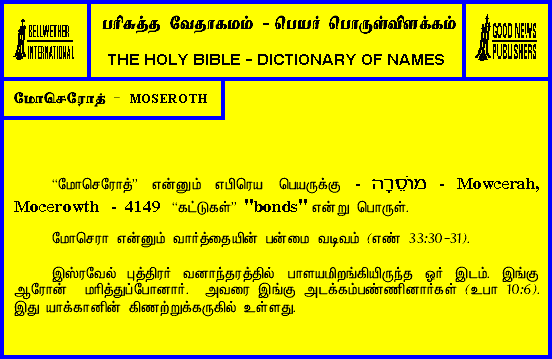 BELLWETHER
INTERNATIONAL
பரிசுத்த வேதாகமம் - பெயர் பொருள்விளக்கம்
THE HOLY BIBLE - DICTIONARY OF NAMES
GOOD NEWS
PUBLISHERS
மோசெரோத் - MOSEROTH
“மோசெரோத்” என்னும் எபிரெய பெயருக்கு - מוֹסֵרָה - Mowcerah,
Mocerowth - 4149 “கட்டுகள்” "bonds" என்று பொருள்.
மோசெரா என்னும் வார்த்தையின் பன்மை வடிவம் (எண் 33:30-31).
இஸ்ரவேல் புத்திரர் வனாந்தரத்தில் பாளயமிறங்கியிருந்த ஓர் இடம். இங்கு
ஆரோன் மரித்துப்போனார். அவரை இங்கு அடக்கம்பண்ணினார்கள் (உபா 10:6).
இது யாக்கானின் கிணற்றுக்கருகில் உள்ளது.